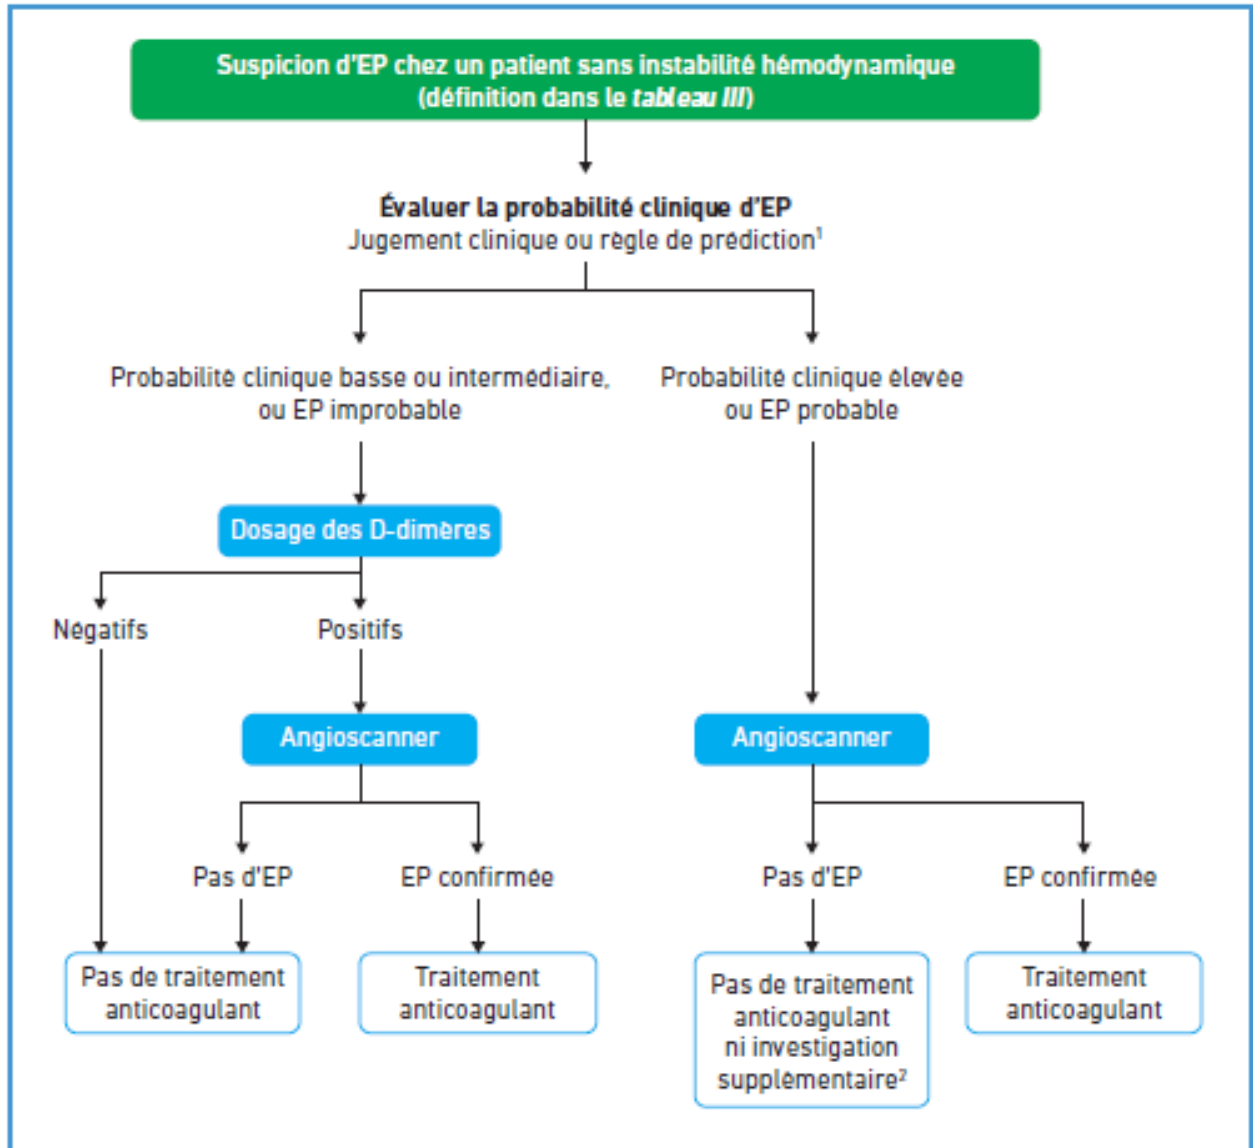 Suspicion d'EP chez un patient sans instabilité hémodynamique
(définition dans le tableau III)
Évaluer la probabilité clinique d'EP
Jugement clinique ou règle de prédiction¹
Probabilité clinique basse ou intermédiaire,
ou EP improbable
Probabilité clinique élevée
ou EP probable
Dosage des D-dimères
Négatifs
Positifs
Angioscanner
Angioscanner
Pas d'EP
EP confirmée
Pas d'EP
EP confirmée
Pas de traitement
anticoagulant
Traitement
anticoagulant
Pas de traitement
anticoagulant
ni investigation
supplémentaire²
Traitement
anticoagulant